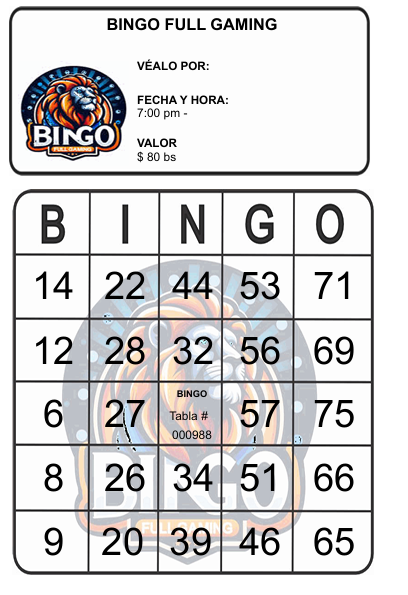 BINGO FULL GAMING
VÉALO POR:
FECHA Y HORA:
7:00 pm -
VALOR
$ 80 bs
BINGO
FULL GAMING
B I N G O
14 22 44 53 71
12 28 32 56 69
6 27 BINGO Tabla # 000988 57 75
8 26 34 51 66
9 20 39 46 65
BINGO
FULL GAMING